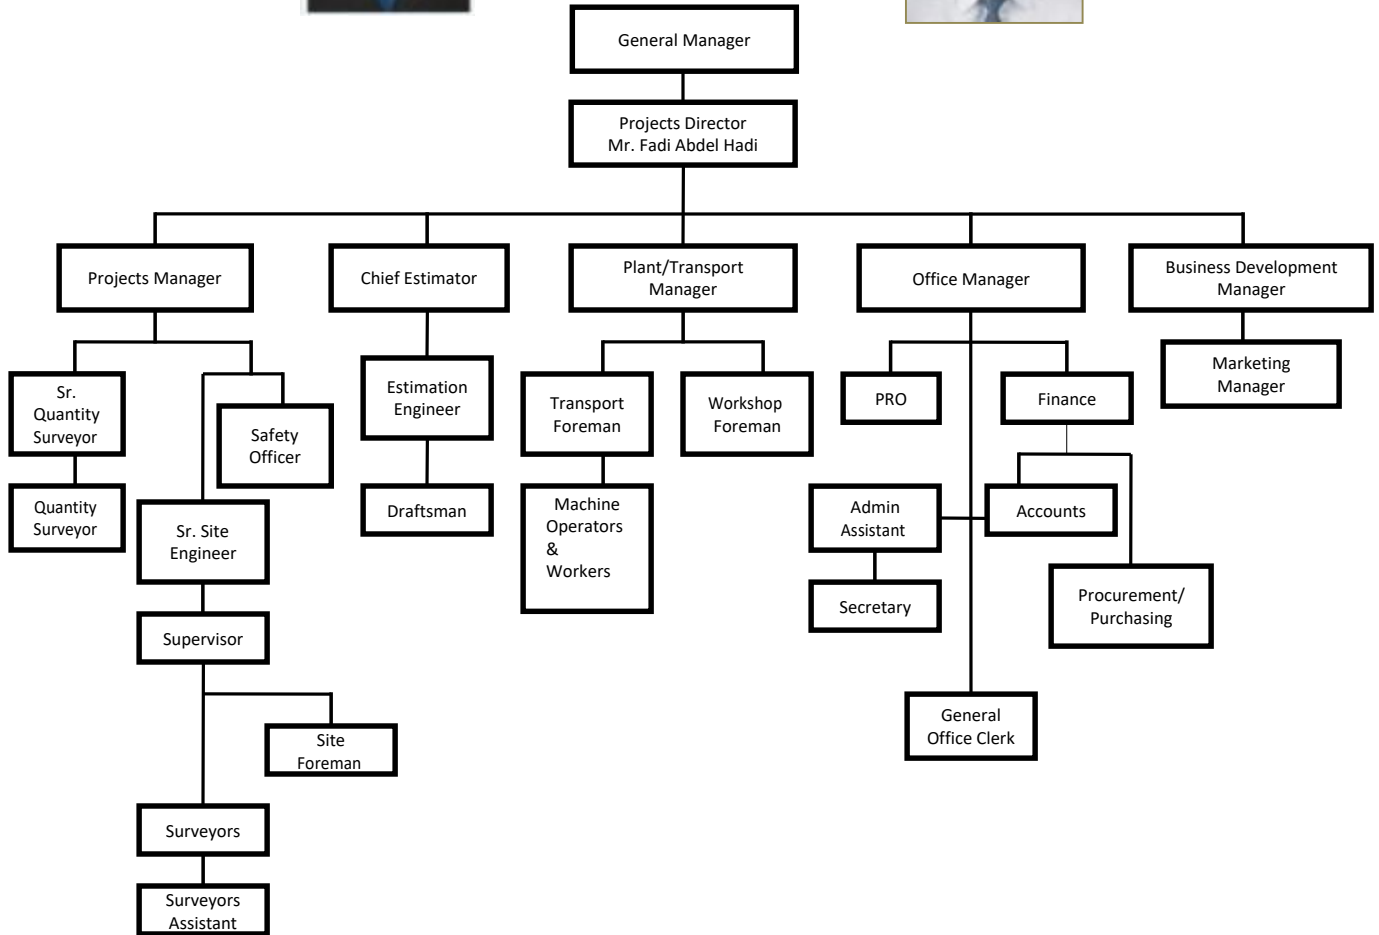 General Manager
Projects Director
Mr. Fadi Abdel Hadi
Projects Manager
Chief Estimator
Plant/Transport
Manager
Office Manager
Business Development
Manager
Sr.
Quantity
Surveyor
Safety
Officer
Estimation
Engineer
Transport
Foreman
Workshop
Foreman
PRO
Finance
Marketing
Manager
Quantity
Surveyor
Sr. Site
Engineer
Draftsman
Machine
Operators
&
Workers
Admin
Assistant
Accounts
Secretary
Procurement/
Purchasing
Supervisor
Site
Foreman
General
Office Clerk
Surveyors
Surveyors
Assistant